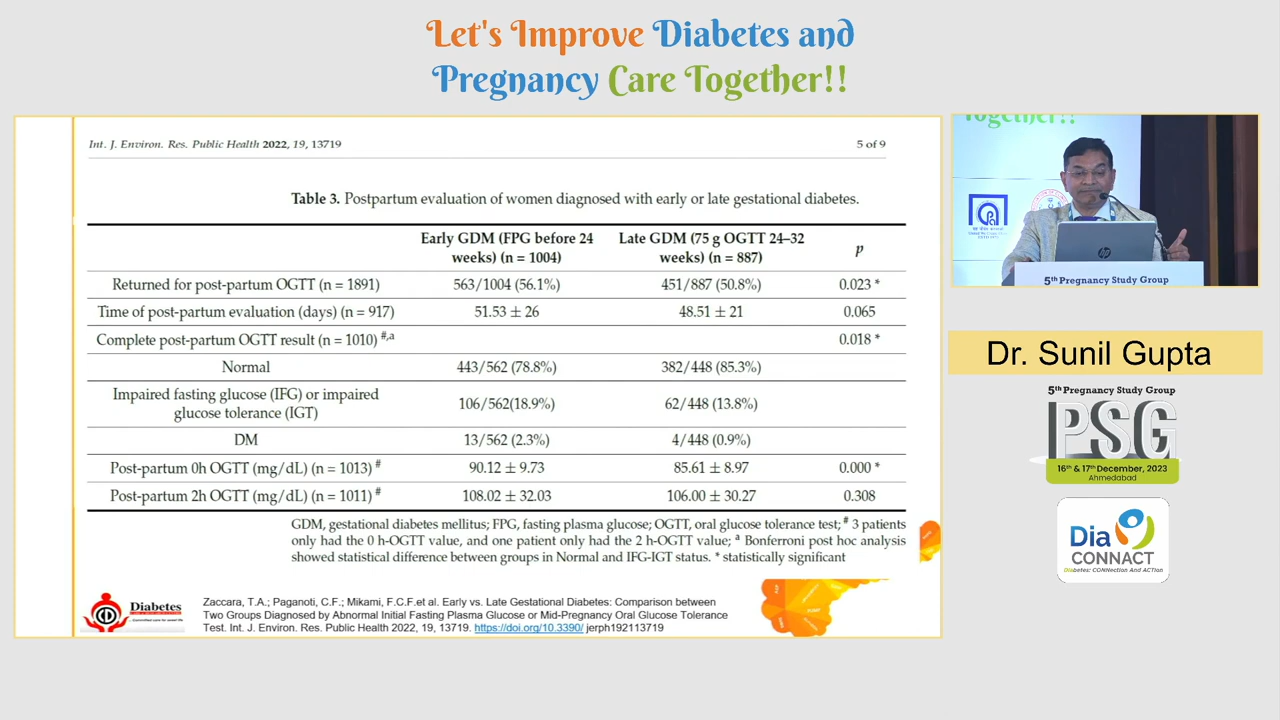 Let's Improve Diabetes and
Pregnancy Care Together!!
Int. J. Environ. Res. Public Health 2022, 19, 13719
5 of 9
Table 3. Postpartum evaluation of women diagnosed with early or late gestational diabetes.
Early GDM (FPG before 24 weeks) (n = 1004)
Late GDM (75 g OGTT 24–32 weeks) (n = 887)
p
Returned for post-partum OGTT (n = 1891) 563/1004 (56.1%) 451/887 (50.8%) 0.023 *
Time of post-partum evaluation (days) (n = 917) 51.53 ± 26 48.51 ± 21 0.065
Complete post-partum OGTT result (n = 1010) #,a 0.018 *
Normal 443/562 (78.8%) 382/448 (85.3%)
Impaired fasting glucose (IFG) or impaired
glucose tolerance (IGT) 106/562(18.9%) 62/448 (13.8%)
DM 13/562 (2.3%) 4/448 (0.9%)
Post-partum 0h OGTT (mg/dL) (n = 1013) # 90.12 ± 9.73 85.61 ± 8.97 0.000 *
Post-partum 2h OGTT (mg/dL) (n = 1011) # 108.02 ± 32.03 106.00 ± 30.27 0.308
GDM, gestational diabetes mellitus; FPG, fasting plasma glucose; OGTT, oral glucose tolerance test; # 3 patients
only had the 0 h-OGTT value, and one patient only had the 2 h-OGTT value; a Bonferroni post hoc analysis
showed statistical difference between groups in Normal and IFG-IGT status. * statistically significant
Diabetes
Zaccara, T.A.; Paganoti, C.F.; Mikami, F.C.F.et al. Early vs. Late Gestational Diabetes: Comparison between
Two Groups Diagnosed by Abnormal Initial Fasting Plasma Glucose or Mid-Pregnancy Oral Glucose Tolerance
Test. Int. J. Environ. Res. Public Health 2022, 19, 13719. https://doi.org/10.3390/ jerph192113719
Together!!
hp
5th Pregnancy Study Group
Dr. Sunil Gupta
5th Pregnancy Study Group
PSG
16th & 17th December, 2023
Ahmedabad
Dia
CONNACT
Diabetes: CONNection And ACTion